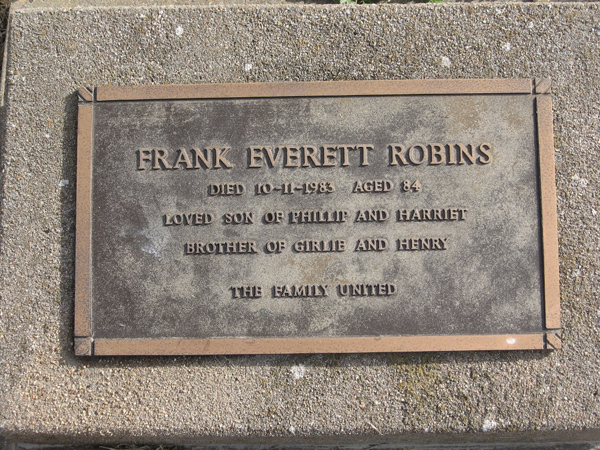 FRANK EVERETT ROBINS
DIED 10~11~1983 AGED 84
LOVED SON OF PHILLIP AND HARRIET
BROTHER OF GIRLIE AND HENRY
THE FAMILY UNITED